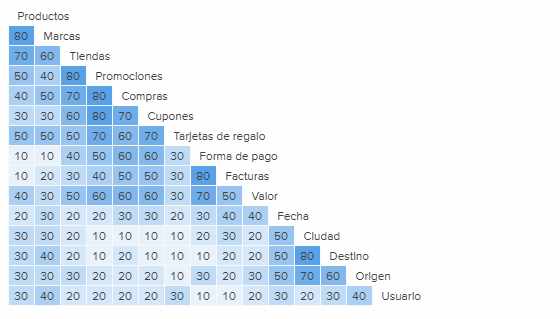 Productos
80 Marcas
70 60 Tiendas
50 40 80 Promociones
40 50 70 80 Compras
30 30 60 80 70 Cupones
50 50 50 70 60 70 Tarjetas de regalo
10 10 40 50 60 60 30 Forma de pago
10 20 30 40 50 50 30 80 Facturas
40 30 50 60 60 60 30 70 50 Valor
20 30 20 20 30 30 20 30 40 40 Fecha
30 30 20 10 10 10 10 20 30 20 50 Ciudad
30 40 20 10 20 10 10 10 20 20 50 80 Destino
30 30 30 20 20 20 10 30 20 30 50 70 60 Origen
30 40 20 20 20 20 30 10 10 20 30 20 30 40 Usuario